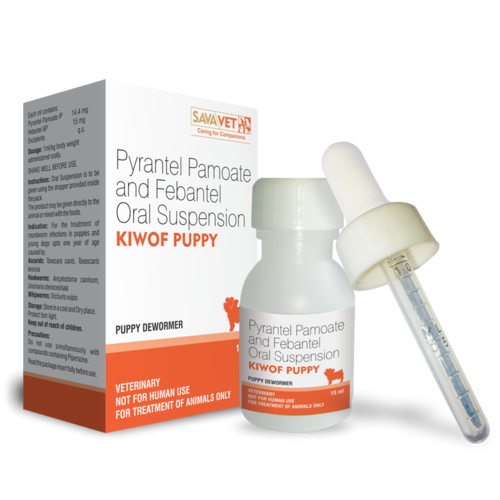 Each ml contains:
Pyrantel Pamoate IP 14.4 mg
Febantel BP 15 mg
Excipients q.s.
Dosage: 1ml/kg body weight
administered orally.
SHAKE WELL BEFORE USE.
Instructions: Oral Suspension is to be
given using the dropper provided inside
the pack.
The product may be given directly to the
animal or mixed with the foods.
Indication: For the treatment of
roundworm infections in puppies and
young dogs upto one year of age
caused by:
Ascarids: Toxocara canis, Toxascaris
leonina
Hookworms: Ancylostoma caninum,
Uncinaria stenocephala
Whipworms: Trichuris vulpis
Storage: Store in a cool and Dry place.
Protect from light.
Keep out of reach of children.
Precaution:
Do not use simultaneously with
compounds containing Piperazine.
Read the package insert fully before use.
SAVAVET
Caring for Companions
Pyrantel Pamoate
and Febantel
Oral Suspension
KIWOF PUPPY
PUPPY DEWORMER
VETERINARY
NOT FOR HUMAN USE
FOR TREATMENT OF ANIMALS ONLY
Pyrantel Pamoate
and Febantel
Oral Suspension
KIWOF PUPPY
PUPPY DEWORMER
VETERINARY 15 ml
NOT FOR HUMAN USE
FOR TREATMENT OF ANIMALS ONLY
1.0